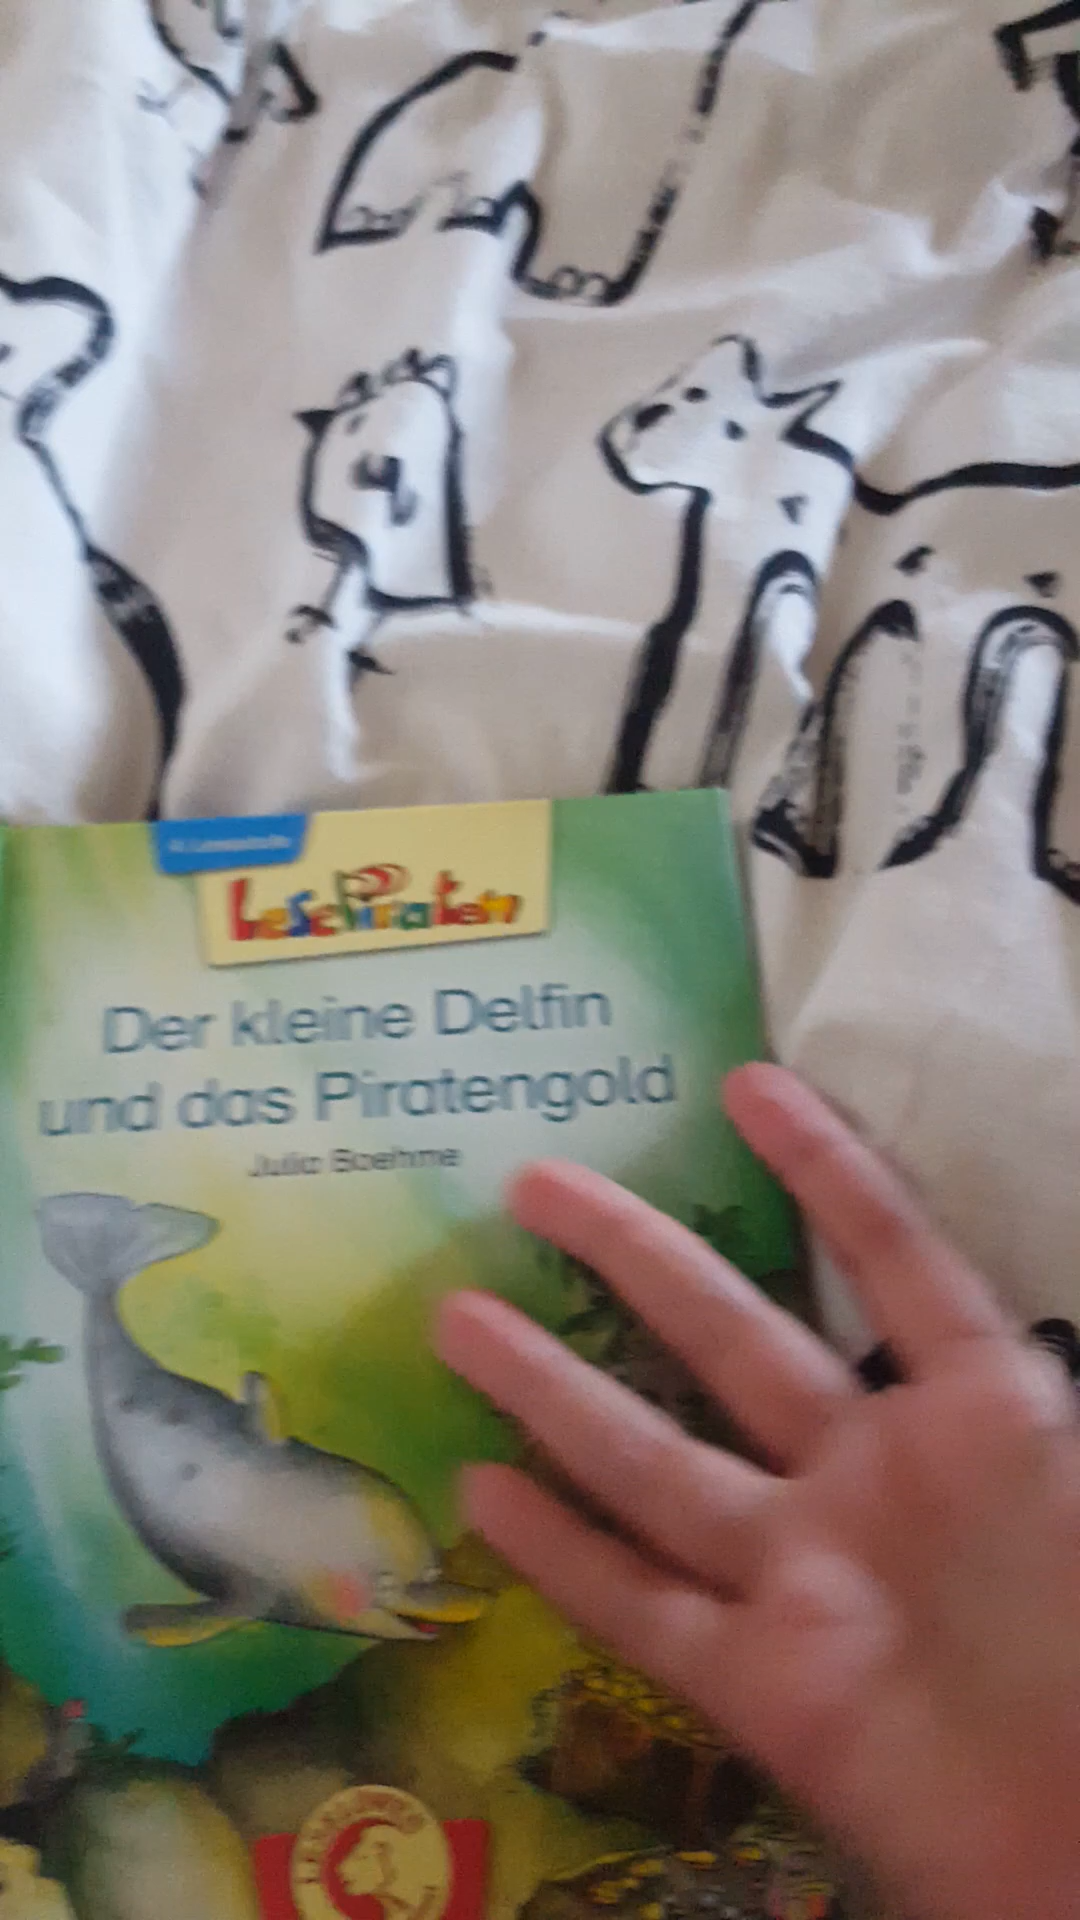 Lesepiraten
Der kleine Delfin
und das Piratengold
Julia Boehme